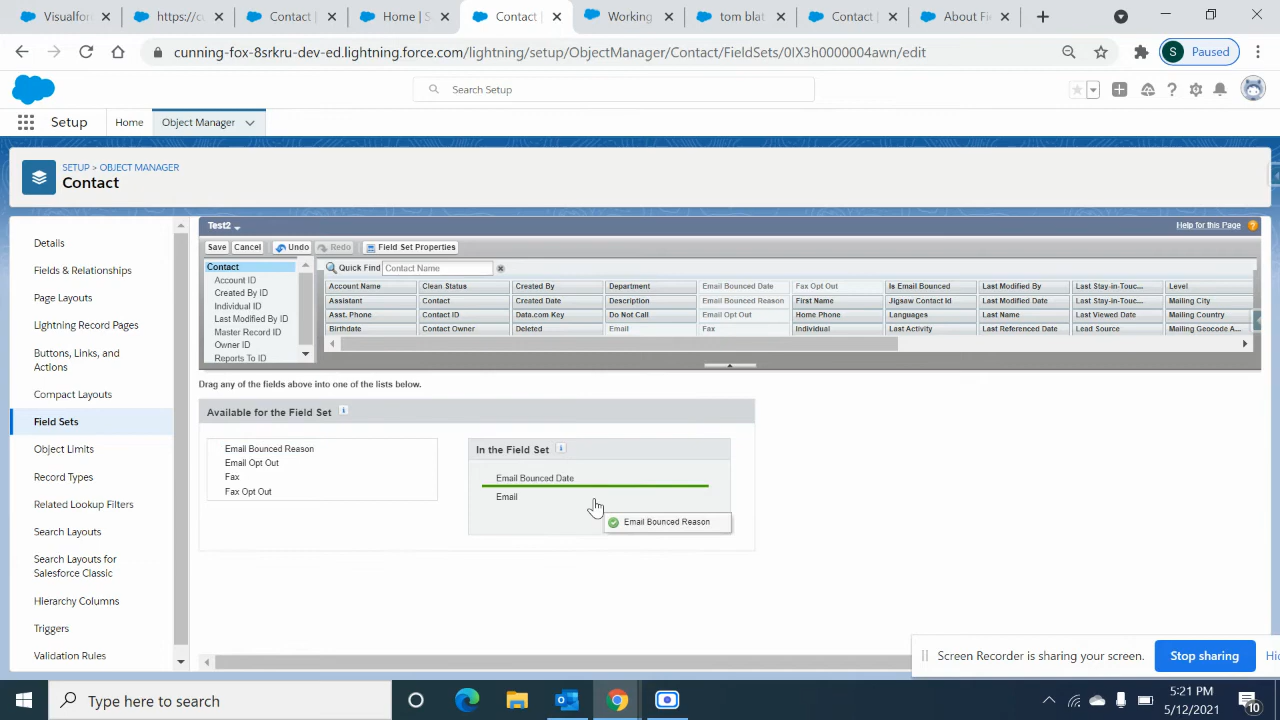 Visualfor
https://cu
Contact |
Home | S
Contact |
Working
tom blat
Contact |
About Fie
cunning-fox-8srkru-dev-ed.lightning.force.com/lightning/setup/ObjectManager/Contact/FieldSets/0IX3h0000004awn/edit
S Paused
Search Setup
Setup
Home
Object Manager
SETUP > OBJECT MANAGER
Contact
Details
Fields & Relationships
Page Layouts
Lightning Record Pages
Buttons, Links, and
Actions
Compact Layouts
Field Sets
Object Limits
Record Types
Related Lookup Filters
Search Layouts
Search Layouts for
Salesforce Classic
Hierarchy Columns
Triggers
Validation Rules
Test2
Help for this Page
Save Cancel Undo Redo Field Set Properties
Contact
Account ID
Created By ID
Individual ID
Last Modified By ID
Master Record ID
Owner ID
Reports To ID
Quick Find Contact Name
Account Name Clean Status Created By Department Email Bounced Date Fax Opt Out Is Email Bounced Last Modified By Last Stay-in-Touc... Level
Assistant Contact Created Date Description Email Bounced Reason First Name Jigsaw Contact Id Last Modified Date Last Stay-in-Touc... Mailing City
Asst. Phone Contact ID Data.com Key Do Not Call Email Opt Out Home Phone Languages Last Name Last Viewed Date Mailing Country
Birthdate Contact Owner Deleted Email Fax Individual Last Activity Last Referenced Date Lead Source Mailing Geocode A...
Drag any of the fields above into one of the lists below.
Available for the Field Set
Email Bounced Reason
Email Opt Out
Fax
Fax Opt Out
In the Field Set
Email Bounced Date
Email
Email Bounced Reason
Screen Recorder is sharing your screen.
Stop sharing
Hic
Type here to search
5:21 PM
5/12/2021
10